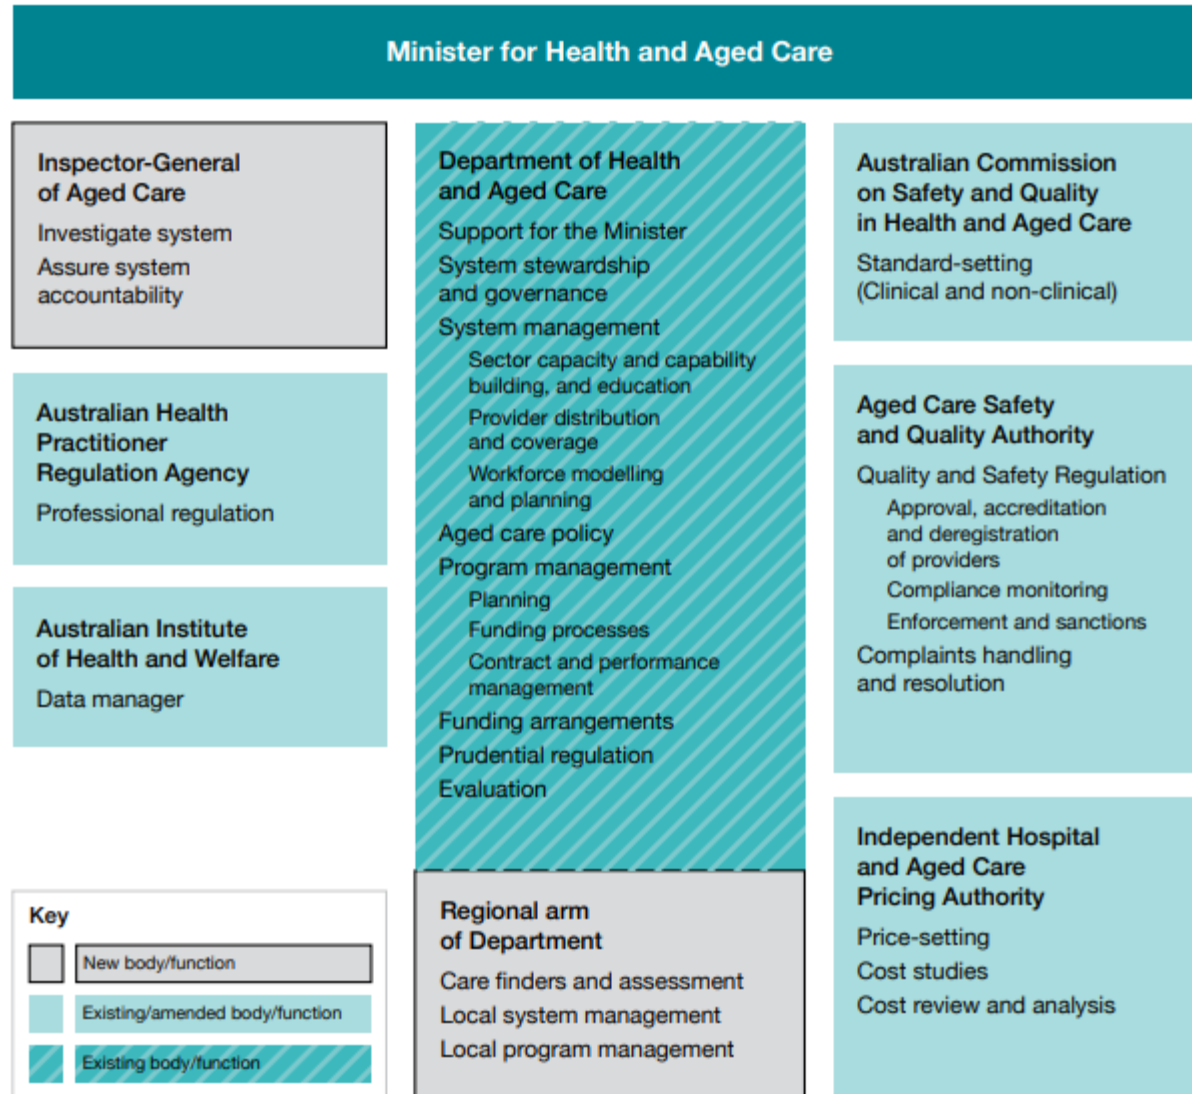 Minister for Health and Aged Care
Inspector-General
of Aged Care
Investigate system
Assure system
accountability
Australian Health
Practitioner
Regulation Agency
Professional regulation
Australian Institute
of Health and Welfare
Data manager
Key
New body/function
Existing/amended body/function
Existing body/function
Department of Health
and Aged Care
Support for the Minister
System stewardship
and governance
System management
Sector capacity and capability
building, and education
Provider distribution
and coverage
Workforce modelling
and planning
Aged care policy
Program management
Planning
Funding processes
Contract and performance
management
Funding arrangements
Prudential regulation
Evaluation
Regional arm
of Department
Care finders and assessment
Local system management
Local program management
Australian Commission
on Safety and Quality
in Health and Aged Care
Standard-setting
(Clinical and non-clinical)
Aged Care Safety
and Quality Authority
Quality and Safety Regulation
Approval, accreditation
and deregistration
of providers
Compliance monitoring
Enforcement and sanctions
Complaints handling
and resolution
Independent Hospital
and Aged Care
Pricing Authority
Price-setting
Cost studies
Cost review and analysis